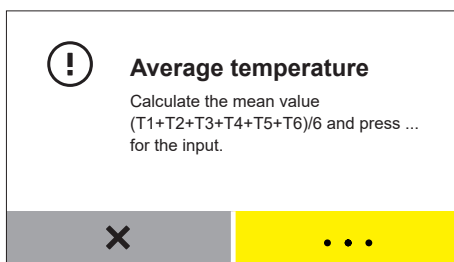 Average temperature
Calculate the mean value
(T1+T2+T3+T4+T5+T6)/6 and press ...
for the input.